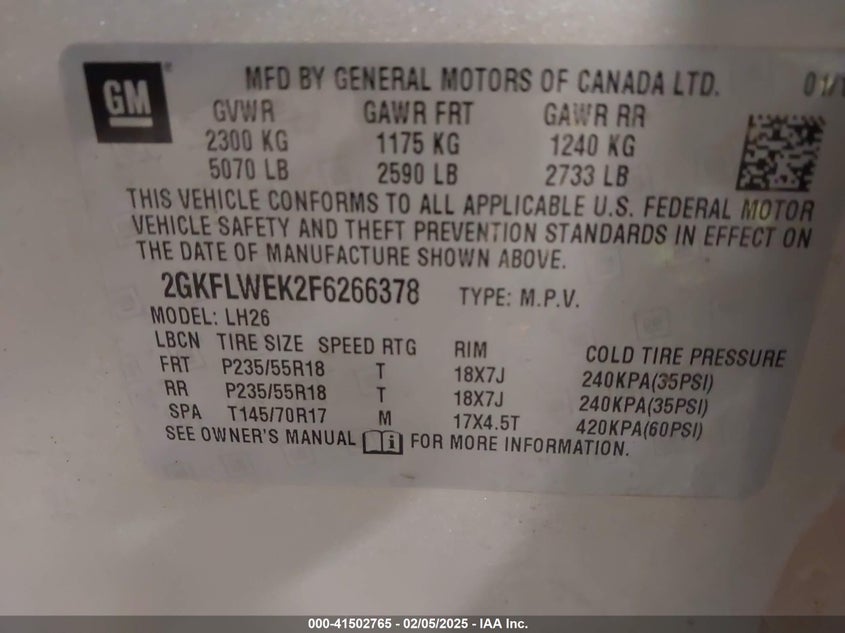 GM
®
MFD BY GENERAL MOTORS OF CANADA LTD. 01/1
GVWR GAWR FRT GAWR RR
2300 KG 1175 KG 1240 KG
5070 LB 2590 LB 2733 LB
THIS VEHICLE CONFORMS TO ALL APPLICABLE U.S. FEDERAL MOTOR
VEHICLE SAFETY AND THEFT PREVENTION STANDARDS IN EFFECT ON
THE DATE OF MANUFACTURE SHOWN ABOVE.
2GKFLWEK2F6266378 TYPE: M.P.V.
MODEL: LH26
LBCN TIRE SIZE SPEED RTG RIM COLD TIRE PRESSURE
FRT P235/55R18 T 18X7J 240KPA(35PSI)
RR P235/55R18 T 18X7J 240KPA(35PSI)
SPA T145/70R17 M 17X4.5T 420KPA(60PSI)
SEE OWNER'S MANUAL i FOR MORE INFORMATION.
000-41502765 - 02/05/2025 - IAA Inc.